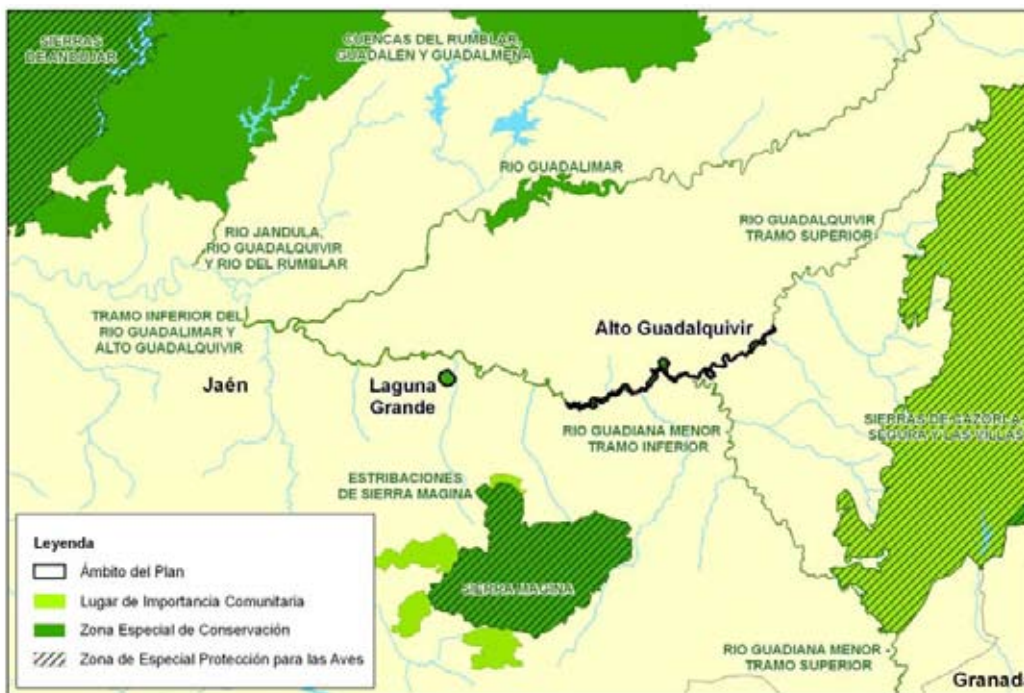 SIERRAS
DE ANDUJAR
CUENCAS DEL RUMBLAR,
GUADALEN Y GUADALMENA
RIO GUADALIMAR
RIO GUADALQUIVIR
TRAMO SUPERIOR
RIO JANDULA,
RIO GUADALQUIVIR
Y RIO DEL RUMBLAR
TRAMO INFERIOR DEL
RIO GUADALIMAR Y
ALTO GUADALQUIVIR
Alto Guadalquivir
Jaén
Laguna
Grande
RIO GUADIANA MENOR -
TRAMO INFERIOR
SIERRAS DE CAZORLA,
SEGURA Y LAS VILLAS
ESTRIBACIONES
DE SIERRA MAGINA
SIERRA MAGINA
Leyenda
Ámbito del Plan
Lugar de Importancia Comunitaria
Zona Especial de Conservación
Zona de Especial Protección para las Aves
RIO GUADIANA MENOR -
TRAMO SUPERIOR
Granad